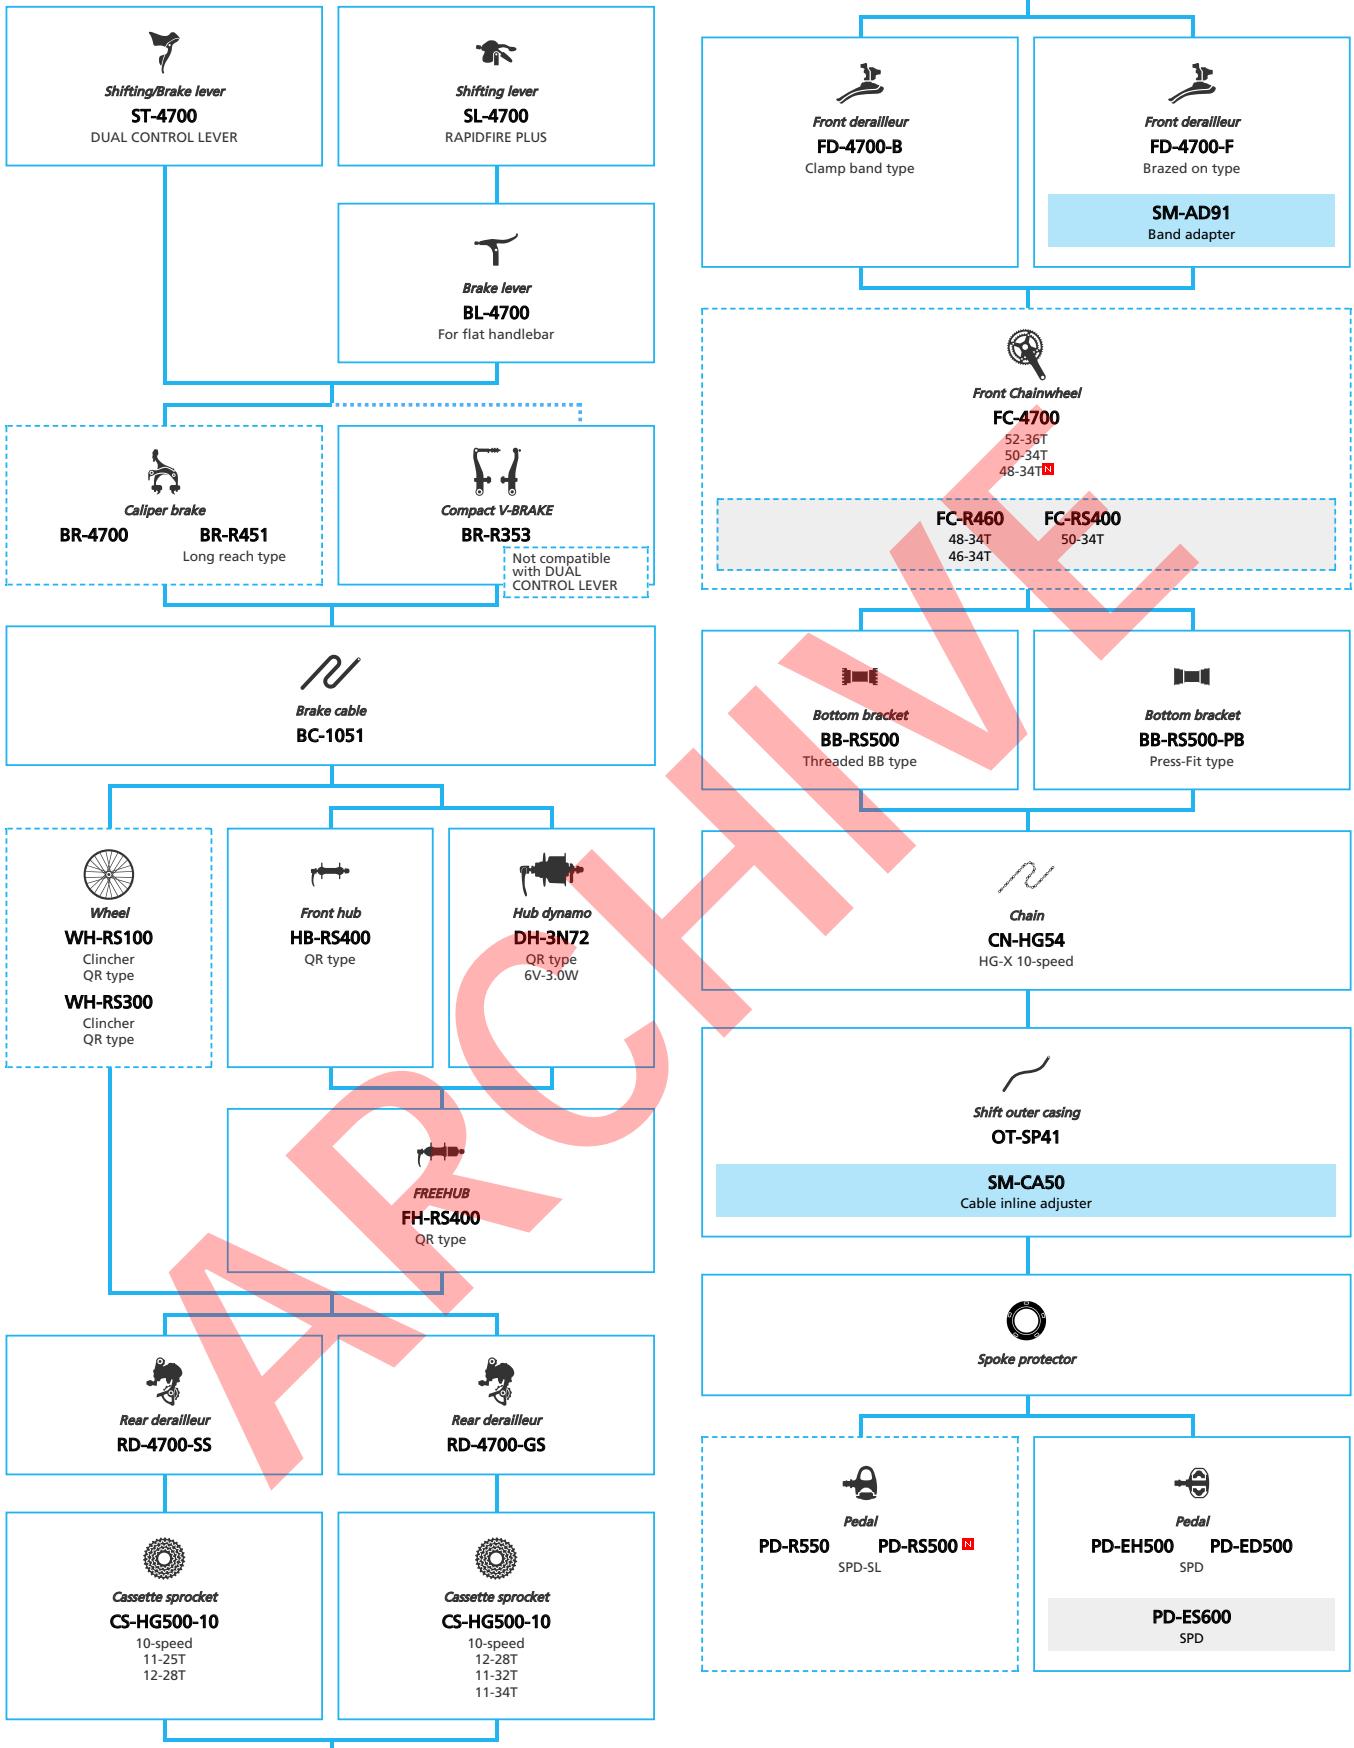 Shifting/Brake lever
ST-4700
DUAL CONTROL LEVER
Shifting lever
SL-4700
RAPIDFIRE PLUS
Brake lever
BL-4700
For flat handlebar
Caliper brake
BR-4700 BR-R451
Long reach type
Compact V-BRAKE
BR-R353
Not compatible
with DUAL
CONTROL LEVER
Brake cable
BC-1051
Wheel
WH-RS100
Clincher
QR type
WH-RS300
Clincher
QR type
Front hub
HB-RS400
QR type
Hub dynamo
DH-3N72
QR type
6V-3.0W
FREEHUB
FH-RS400
QR type
Rear derailleur
RD-4700-SS
Rear derailleur
RD-4700-GS
Cassette sprocket
CS-HG500-10
10-speed
11-25T
12-28T
Cassette sprocket
CS-HG500-10
10-speed
12-28T
11-32T
11-34T
Front derailleur
FD-4700-B
Clamp band type
Front derailleur
FD-4700-F
Brazed on type
SM-AD91
Band adapter
Front Chainwheel
FC-4700
52-36T
50-34T
48-34T N
FC-R460 FC-RS400
48-34T 50-34T
46-34T
Bottom bracket
BB-RS500
Threaded BB type
Bottom bracket
BB-RS500-PB
Press-Fit type
Chain
CN-HG54
HG-X 10-speed
Shift outer casing
OT-SP41
SM-CA50
Cable inline adjuster
Spoke protector
Pedal
PD-R550 PD-RS500 N
SPD-SL
Pedal
PD-EH500 PD-ED500
SPD
PD-ES600
SPD
ARCHIVE